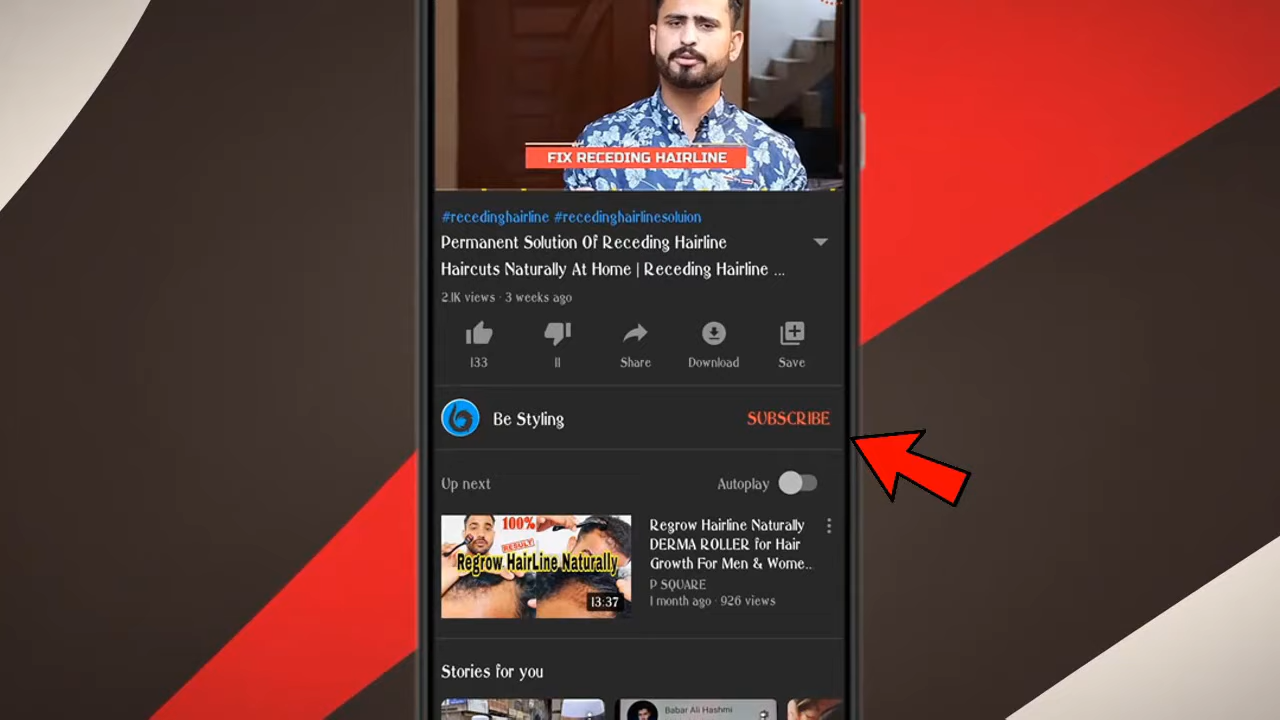 FIX RECEDING HAIRLINE
#recedinghairline #recedinghairlinesoluion
Permanent Solution Of Receding Hairline
Haircuts Naturally At Home | Receding Hairline ...
2.1K views · 3 weeks ago
133
11
Share
Download
Save
Be Styling
SUBSCRIBE
Up next
Autoplay
100%
RESULY
Regrow HairLine Naturally
13:37
Regrow Hairline Naturally
DERMA ROLLER for Hair
Growth For Men & Wome..
P SQUARE
1 month ago · 926 views
Stories for you
Babar Ali Hashmi